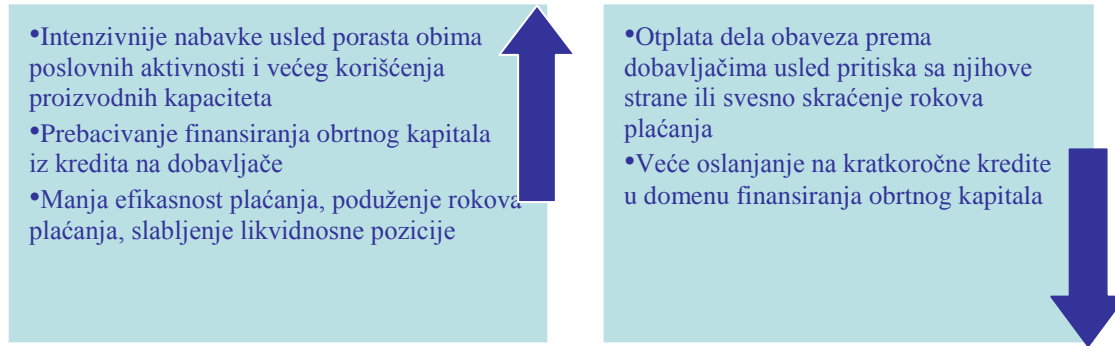 •Intenzivnije nabavke usled porasta obima
poslovnih aktivnosti i većeg korišćenja
proizvodnih kapaciteta
•Prebacivanje finansiranja obrtnog kapitala
iz kredita na dobavljače
•Manja efikasnost plaćanja, poduženje rokova
plaćanja, slabljenje likvidnosne pozicije
•Otplata dela obaveza prema
dobavljačima usled pritiska sa njihove
strane ili svesno skraćenje rokova
plaćanja
•Veće oslanjanje na kratkoročne kredite
u domenu finansiranja obrtnog kapitala